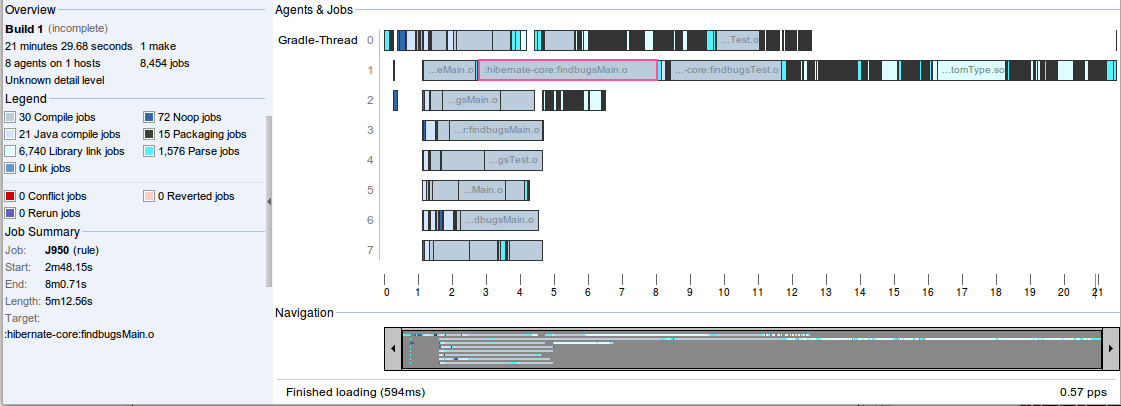 Overview
Build 1 (incomplete)
21 minutes 29.68 seconds 1 make
8 agents on 1 hosts 8,454 jobs
Unknown detail level
Legend
30 Compile jobs 72 Noop jobs
21 Java compile jobs 15 Packaging jobs
6,740 Library link jobs 1,576 Parse jobs
0 Link jobs
0 Conflict jobs 0 Reverted jobs
0 Rerun jobs
Job Summary
Job: J950 (rule)
Start: 2m48.15s
End: 8m0.71s
Length: 5m12.56s
Target:
:hibernate-core:findbugsMain.o
Agents & Jobs
Gradle-Thread 0 ...Test.o
1 ...eMain.o :hibernate-core:findbugsMain.o ...-core:findbugsTest.o ...tomType.so
2 ...gsMain.o
3 ...r:findbugsMain.o
4 ...gsTest.o
5 ...Main.o
6 ...dbugsMain.o
7
0 1 2 3 4 5 6 7 8 9 10 11 12 13 14 15 16 17 18 19 20 21
Navigation
Finished loading (594ms) 0.57 pps